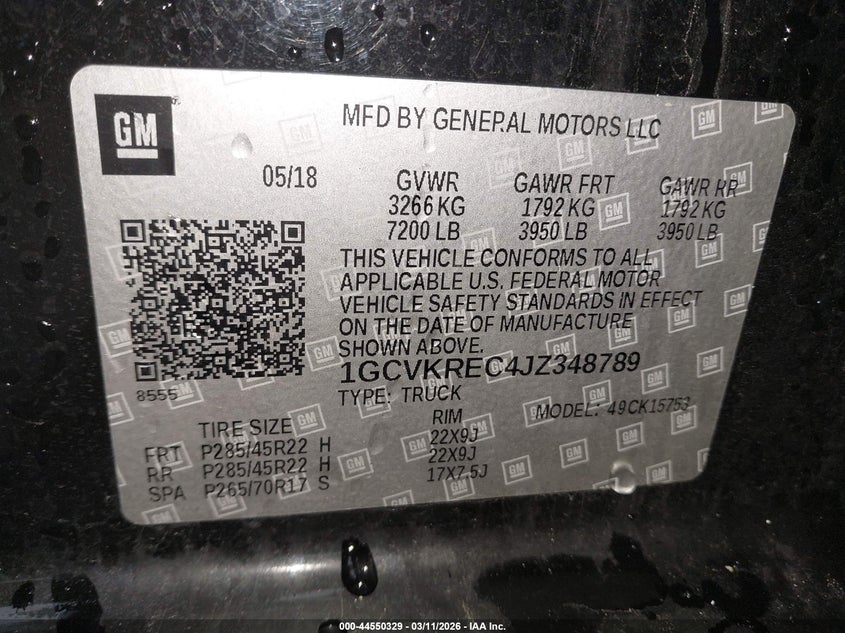 GM
MFD BY GENERAL MOTORS LLC
05/18
GVWR GAWR FRT GAWR RR
3266 KG 1792 KG 1792 KG
7200 LB 3950 LB 3950 LB
THIS VEHICLE CONFORMS TO ALL
APPLICABLE U.S. FEDERAL MOTOR
VEHICLE SAFETY STANDARDS IN EFFECT
ON THE DATE OF MANUFACTURE
SHOWN ABOVE.
1GCVKREC4JZ348789
8555
TYPE: TRUCK
MODEL: 49CK15753
TIRE SIZE RIM
FRT P285/45R22 H 22X9J
RR P285/45R22 H 22X9J
SPA P265/70R17 S 17X7.5J
000-44550329 - 03/11/2026 - IAA Inc.